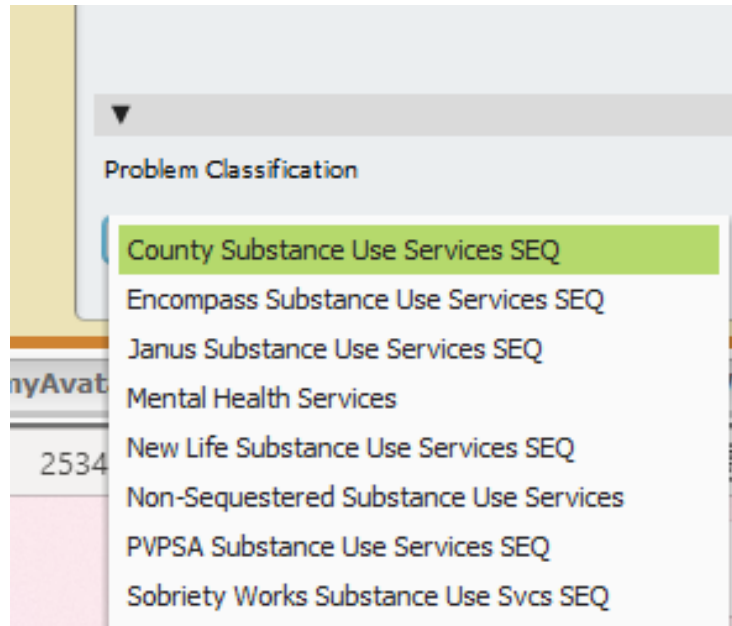 ▼
Problem Classification
County Substance Use Services SEQ
Encompass Substance Use Services SEQ
Janus Substance Use Services SEQ
myAvat
Mental Health Services
2534
New Life Substance Use Services SEQ
Non-Sequestered Substance Use Services
PVPSA Substance Use Services SEQ
Sobriety Works Substance Use Svcs SEQ